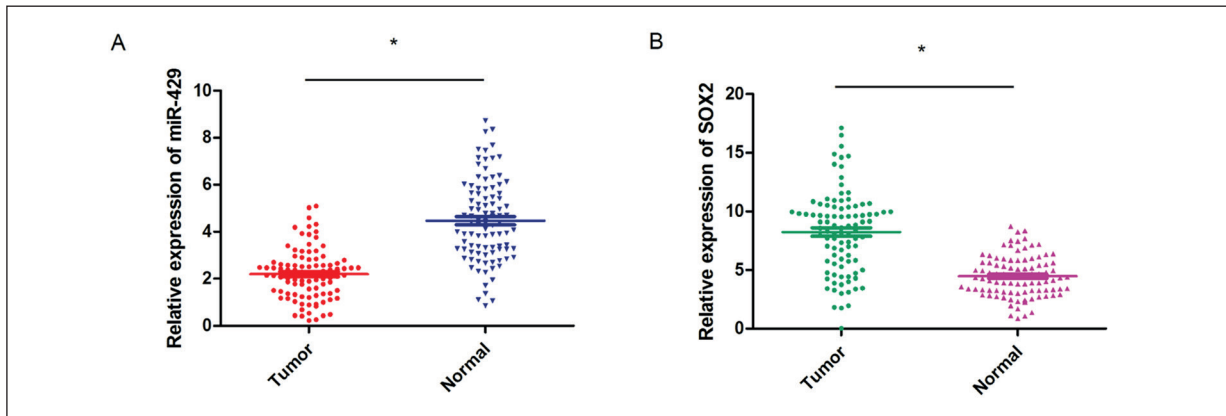 A
*
Relative expression of miR-429
10
8
6
4
2
0
Tumor
Normal
B
*
Relative expression of SOX2
20
15
10
5
0
Tumor
Normal